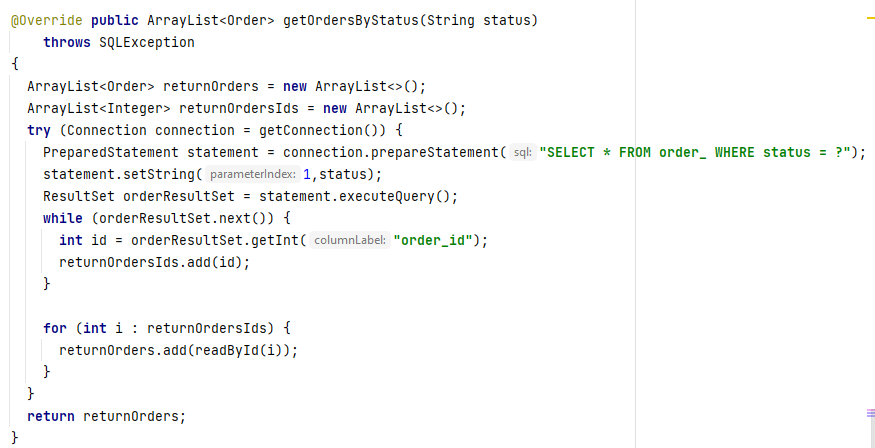 @Override public ArrayList<Order> getOrdersByStatus(String status)
    throws SQLException
{
  ArrayList<Order> returnOrders = new ArrayList<>();
  ArrayList<Integer> returnOrdersIds = new ArrayList<>();
  try (Connection connection = getConnection()) {
    PreparedStatement statement = connection.prepareStatement( sql: "SELECT * FROM order_ WHERE status = ?");
    statement.setString( parameterIndex: 1,status);
    ResultSet orderResultSet = statement.executeQuery();
    while (orderResultSet.next()) {
      int id = orderResultSet.getInt( columnLabel: "order_id");
      returnOrdersIds.add(id);
    }

    for (int i : returnOrdersIds) {
      returnOrders.add(readById(i));
    }
  }
  return returnOrders;
}